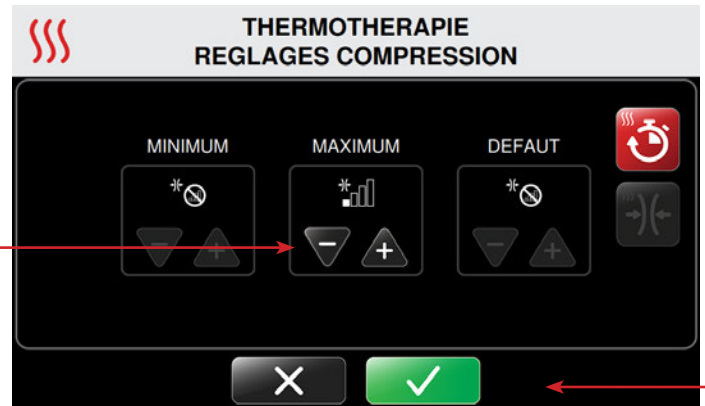 THERMOTHERAPIE
REGLAGES COMPRESSION
MINIMUM
MAXIMUM
DEFAUT